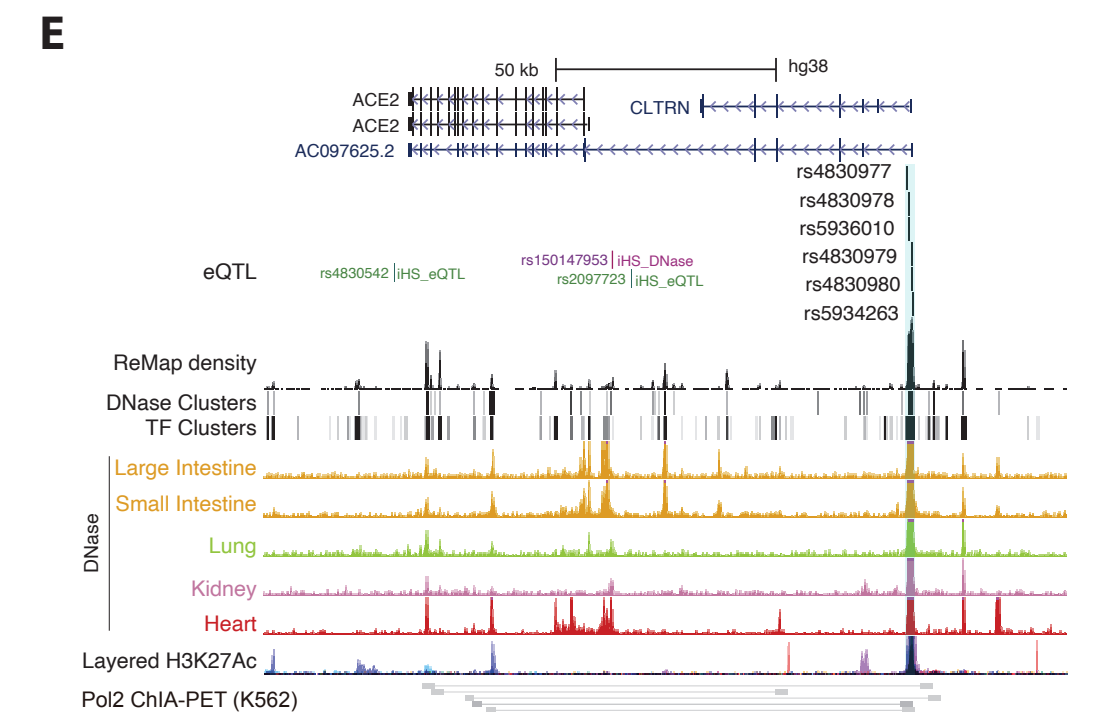 E
50 kb hg38
ACE2
CLTRN
ACE2
AC097625.2
rs4830977
rs4830978
rs5936010
rs4830979
rs4830980
rs5934263
eQTL
rs4830542 iHS_eQTL
rs150147953 iHS_DNase
rs2097723 iHS_eQTL
ReMap density
DNase Clusters
TF Clusters
DNase
Large Intestine
Small Intestine
Lung
Kidney
Heart
Layered H3K27Ac
Pol2 ChIA-PET (K562)